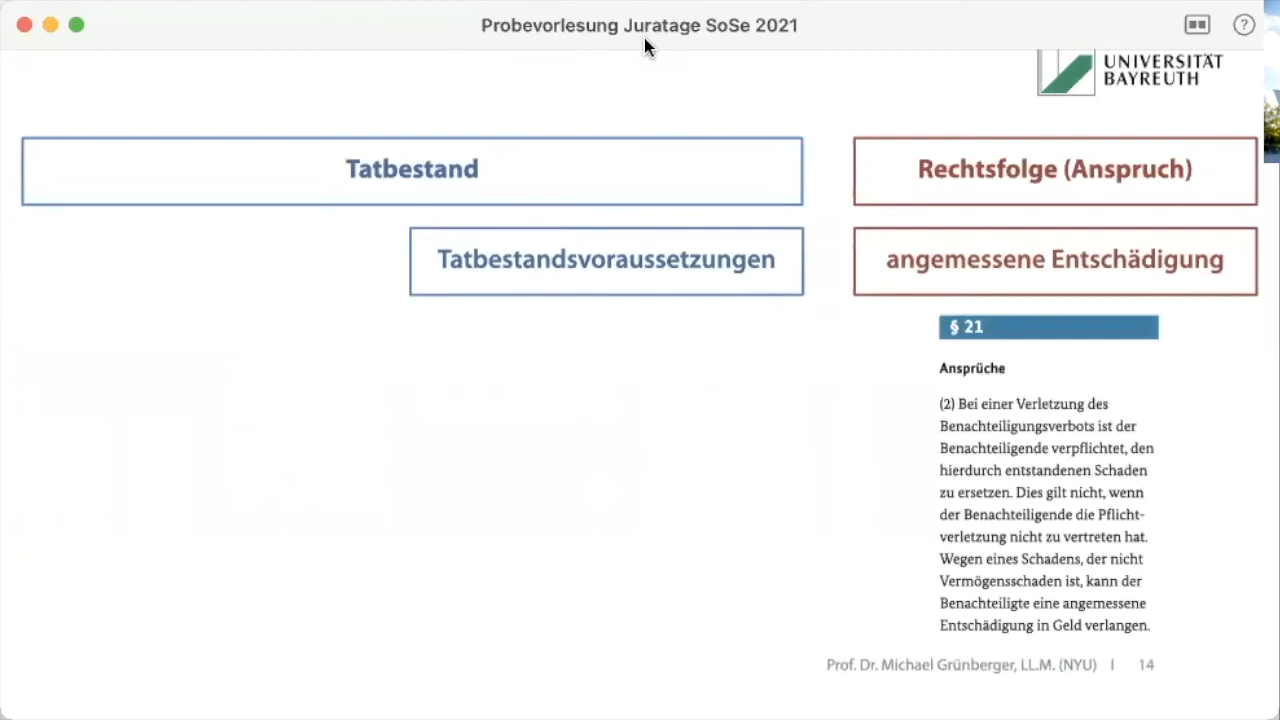 Probevorlesung Juratage SoSe 2021
UNIVERSITÄT
BAYREUTH
Tatbestand
Rechtsfolge (Anspruch)
Tatbestandsvoraussetzungen
angemessene Entschädigung
§ 21
Ansprüche
(2) Bei einer Verletzung des
Benachteiligungsverbots ist der
Benachteiligende verpflichtet, den
hierdurch entstandenen Schaden
zu ersetzen. Dies gilt nicht, wenn
der Benachteiligende die Pflicht-
verletzung nicht zu vertreten hat.
Wegen eines Schadens, der nicht
Vermögensschaden ist, kann der
Benachteiligte eine angemessene
Entschädigung in Geld verlangen.
Prof. Dr. Michael Grünberger, LL.M. (NYU) I 14